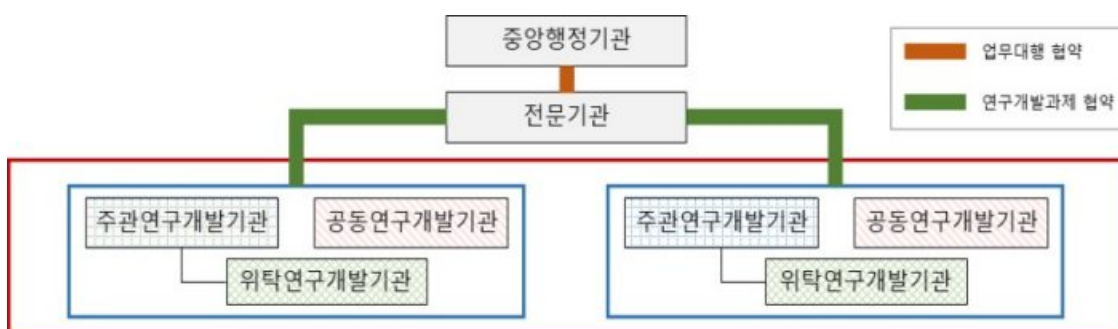 중앙행정기관
업무대행 협약
전문기관
연구개발과제 협약
주관연구개발기관
공동연구개발기관
위탁연구개발기관
주관연구개발기관
공동연구개발기관
위탁연구개발기관